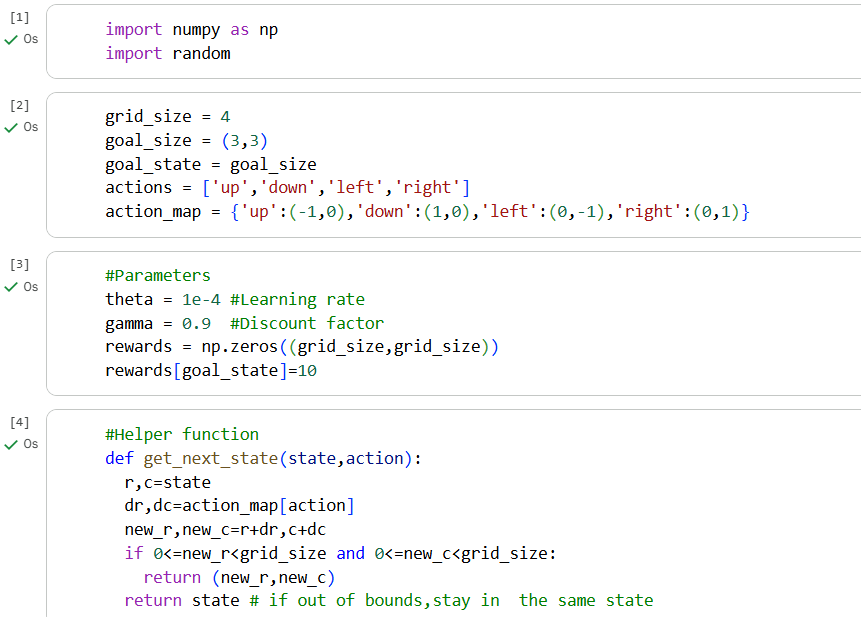 [1]
0s
import numpy as np
import random
[2]
0s
grid_size = 4
goal_size = (3,3)
goal_state = goal_size
actions = ['up','down','left','right']
action_map = {'up':(-1,0),'down':(1,0),'left':(0,-1),'right':(0,1)}
[3]
0s
#Parameters
theta = 1e-4 #Learning rate
gamma = 0.9  #Discount factor
rewards = np.zeros((grid_size,grid_size))
rewards[goal_state]=10
[4]
0s
#Helper function
def get_next_state(state,action):
  r,c=state
  dr,dc=action_map[action]
  new_r,new_c=r+dr,c+dc
  if 0<=new_r<grid_size and 0<=new_c<grid_size:
    return (new_r,new_c)
  return state # if out of bounds,stay in  the same state